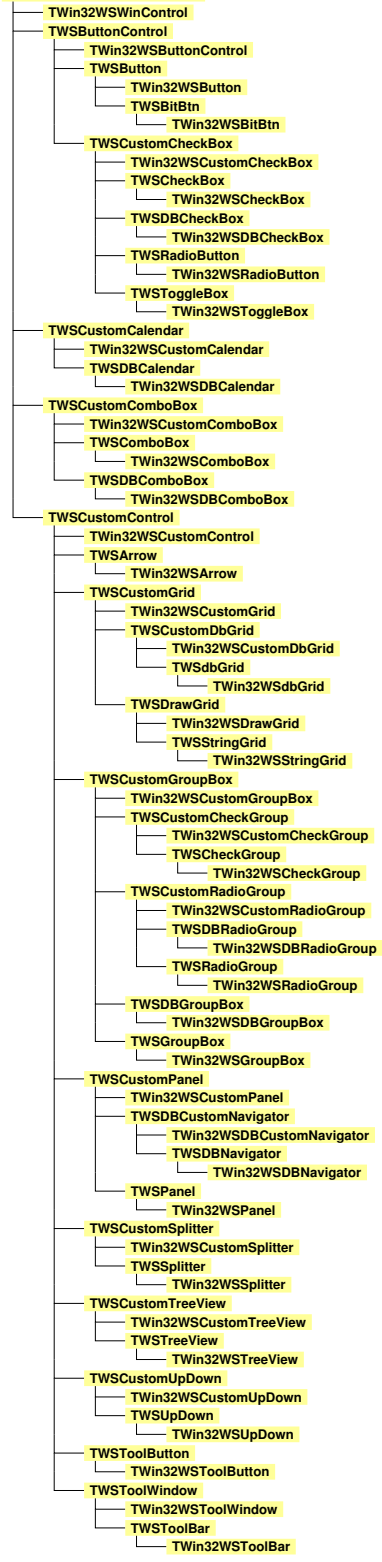 TWin32WSWinControl
TWSButtonControl
TWin32WSButtonControl
TWSButton
TWin32WSButton
TWSBitBtn
TWin32WSBitBtn
TWSCustomCheckBox
TWin32WSCustomCheckBox
TWSCheckBox
TWin32WSCheckBox
TWSDBCheckBox
TWin32WSDBCheckBox
TWSRadioButton
TWin32WSRadioButton
TWSToggleBox
TWin32WSToggleBox
TWSCustomCalendar
TWin32WSCustomCalendar
TWSDBCalendar
TWin32WSDBCalendar
TWSCustomComboBox
TWin32WSCustomComboBox
TWSComboBox
TWin32WSComboBox
TWSDBComboBox
TWin32WSDBComboBox
TWSCustomControl
TWin32WSCustomControl
TWSArrow
TWin32WSArrow
TWSCustomGrid
TWin32WSCustomGrid
TWSCustomDbGrid
TWin32WSCustomDbGrid
TWSdbGrid
TWin32WSdbGrid
TWSDrawGrid
TWin32WSDrawGrid
TWSStringGrid
TWin32WSStringGrid
TWSCustomGroupBox
TWin32WSCustomGroupBox
TWSCustomCheckGroup
TWin32WSCustomCheckGroup
TWSCheckGroup
TWin32WSCheckGroup
TWSCustomRadioGroup
TWin32WSCustomRadioGroup
TWSDBRadioGroup
TWin32WSDBRadioGroup
TWSRadioGroup
TWin32WSRadioGroup
TWSDBGroupBox
TWin32WSDBGroupBox
TWSGroupBox
TWin32WSGroupBox
TWSCustomPanel
TWin32WSCustomPanel
TWSDBCustomNavigator
TWin32WSDBCustomNavigator
TWSDBNavigator
TWin32WSDBNavigator
TWSPanel
TWin32WSPanel
TWSCustomSplitter
TWin32WSCustomSplitter
TWSSplitter
TWin32WSSplitter
TWSCustomTreeView
TWin32WSCustomTreeView
TWSTreeView
TWin32WSTreeView
TWSCustomUpDown
TWin32WSCustomUpDown
TWSUpDown
TWin32WSUpDown
TWSToolButton
TWin32WSToolButton
TWSToolWindow
TWin32WSToolWindow
TWSToolBar
TWin32WSToolBar